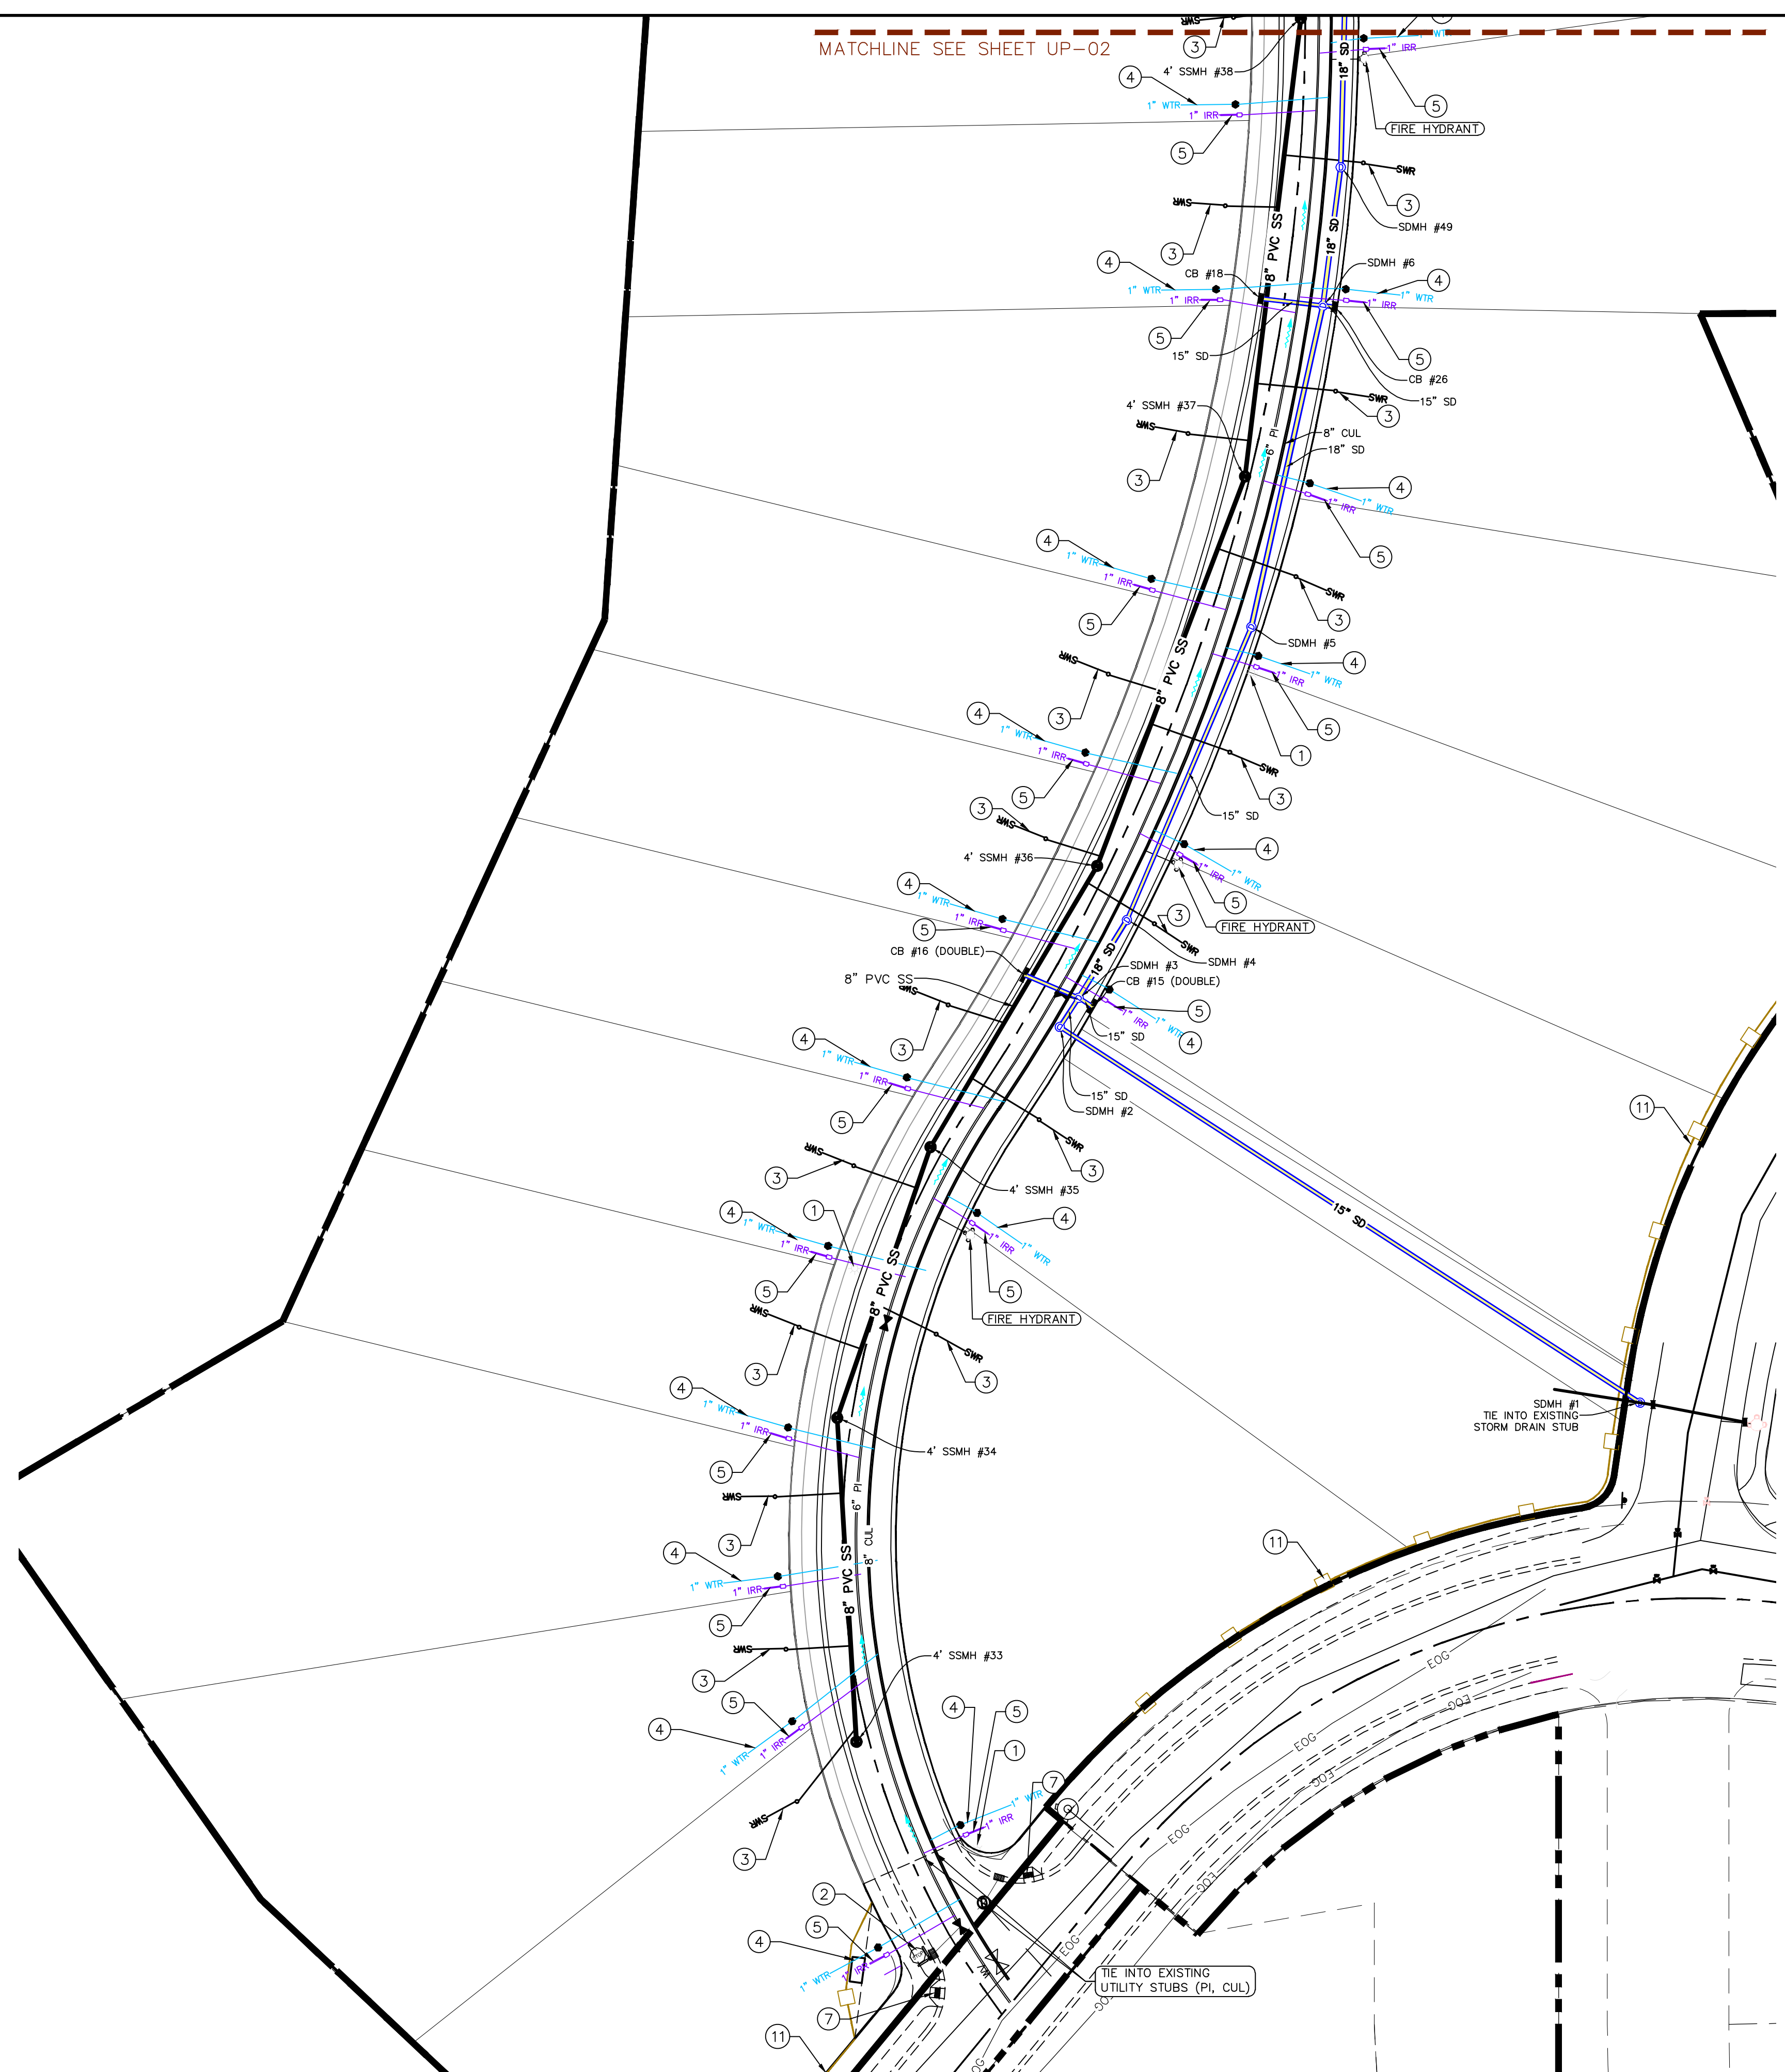 SWR
3
MATCHLINE SEE SHEET UP-02
4' SSMH #38
18" SD
1" WTR
1" IRR
4
1" WTR
1" IRR
5
5
FIRE HYDRANT
SWR
3
SWR
3
SDMH #49
8" PVC SS
18" SD
4
CB #18
SDMH #6
4
1" WTR
1" IRR
1" WTR
1" IRR
5
15" SD
5
CB #26
15" SD
SWR
3
4' SSMH #37
SWR
3
6" PI
8" CUL
18" SD
4
1" IRR
1" WTR
5
4
1" WTR
1" IRR
5
SWR
3
SDMH #5
8" PVC SS
4
1" WTR
1" IRR
5
1
SWR
3
4
1" WTR
1" IRR
5
SWR
3
15" SD
SWR
3
4' SSMH #36
4
1" IRR
1" WTR
5
FIRE HYDRANT
4
1" WTR
1" IRR
5
3
SWR
CB #16 (DOUBLE)
18" SD
SDMH #4
SDMH #3
CB #15 (DOUBLE)
8" PVC SS
5
1" IRR
1" WTR
4
15" SD
SWR
3
4
1" WTR
1" IRR
5
15" SD
SDMH #2
11
SWR
3
SWR
3
4' SSMH #35
15" SD
4
1
1" WTR
1" IRR
5
4
1" IRR
1" WTR
5
FIRE HYDRANT
8" PVC SS
SWR
3
SWR
3
4
1" WTR
1" IRR
5
SDMH #1
TIE INTO EXISTING
STORM DRAIN STUB
4' SSMH #34
6" PI
8" CUL
SWR
3
11
4
1" WTR
1" IRR
5
8" PVC SS
SWR
3
4' SSMH #33
EOG
EOG
5
4
1" IRR
1" WTR
4
5
1
EOG
EOG
7
1" WTR
1" IRR
SWR
3
EOG
EOG
2
5
4
1" IRR
1" WTR
EOG
W
7
TIE INTO EXISTING
UTILITY STUBS (PI, CUL)
11